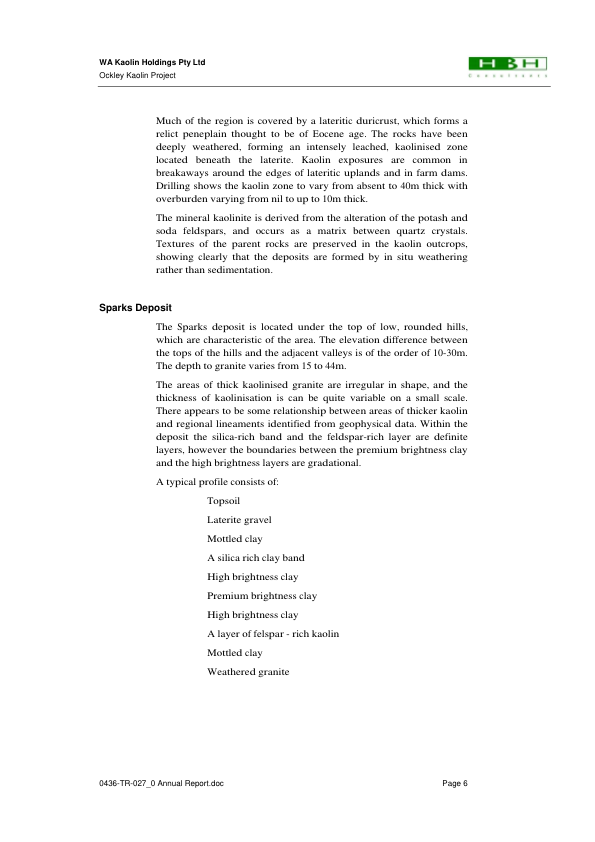 WA Kaolin Holdings Pty Ltd
Ockley Kaolin Project
HBH
Consultants
Much of the region is covered by a lateritic duricrust, which forms a
relict peneplain thought to be of Eocene age. The rocks have been
deeply weathered, forming an intensely leached, kaolinised zone
located beneath the laterite. Kaolin exposures are common in
breakaways around the edges of lateritic uplands and in farm dams.
Drilling shows the kaolin zone to vary from absent to 40m thick with
overburden varying from nil to up to 10m thick.
The mineral kaolinite is derived from the alteration of the potash and
soda feldspars, and occurs as a matrix between quartz crystals.
Textures of the parent rocks are preserved in the kaolin outcrops,
showing clearly that the deposits are formed by in situ weathering
rather than sedimentation.
Sparks Deposit
The Sparks deposit is located under the top of low, rounded hills,
which are characteristic of the area. The elevation difference between
the tops of the hills and the adjacent valleys is of the order of 10-30m.
The depth to granite varies from 15 to 44m.
The areas of thick kaolinised granite are irregular in shape, and the
thickness of kaolinisation is can be quite variable on a small scale.
There appears to be some relationship between areas of thicker kaolin
and regional lineaments identified from geophysical data. Within the
deposit the silica-rich band and the feldspar-rich layer are definite
layers, however the boundaries between the premium brightness clay
and the high brightness layers are gradational.
A typical profile consists of:
Topsoil
Laterite gravel
Mottled clay
A silica rich clay band
High brightness clay
Premium brightness clay
High brightness clay
A layer of felspar - rich kaolin
Mottled clay
Weathered granite
0436-TR-027_0 Annual Report.doc
Page 6